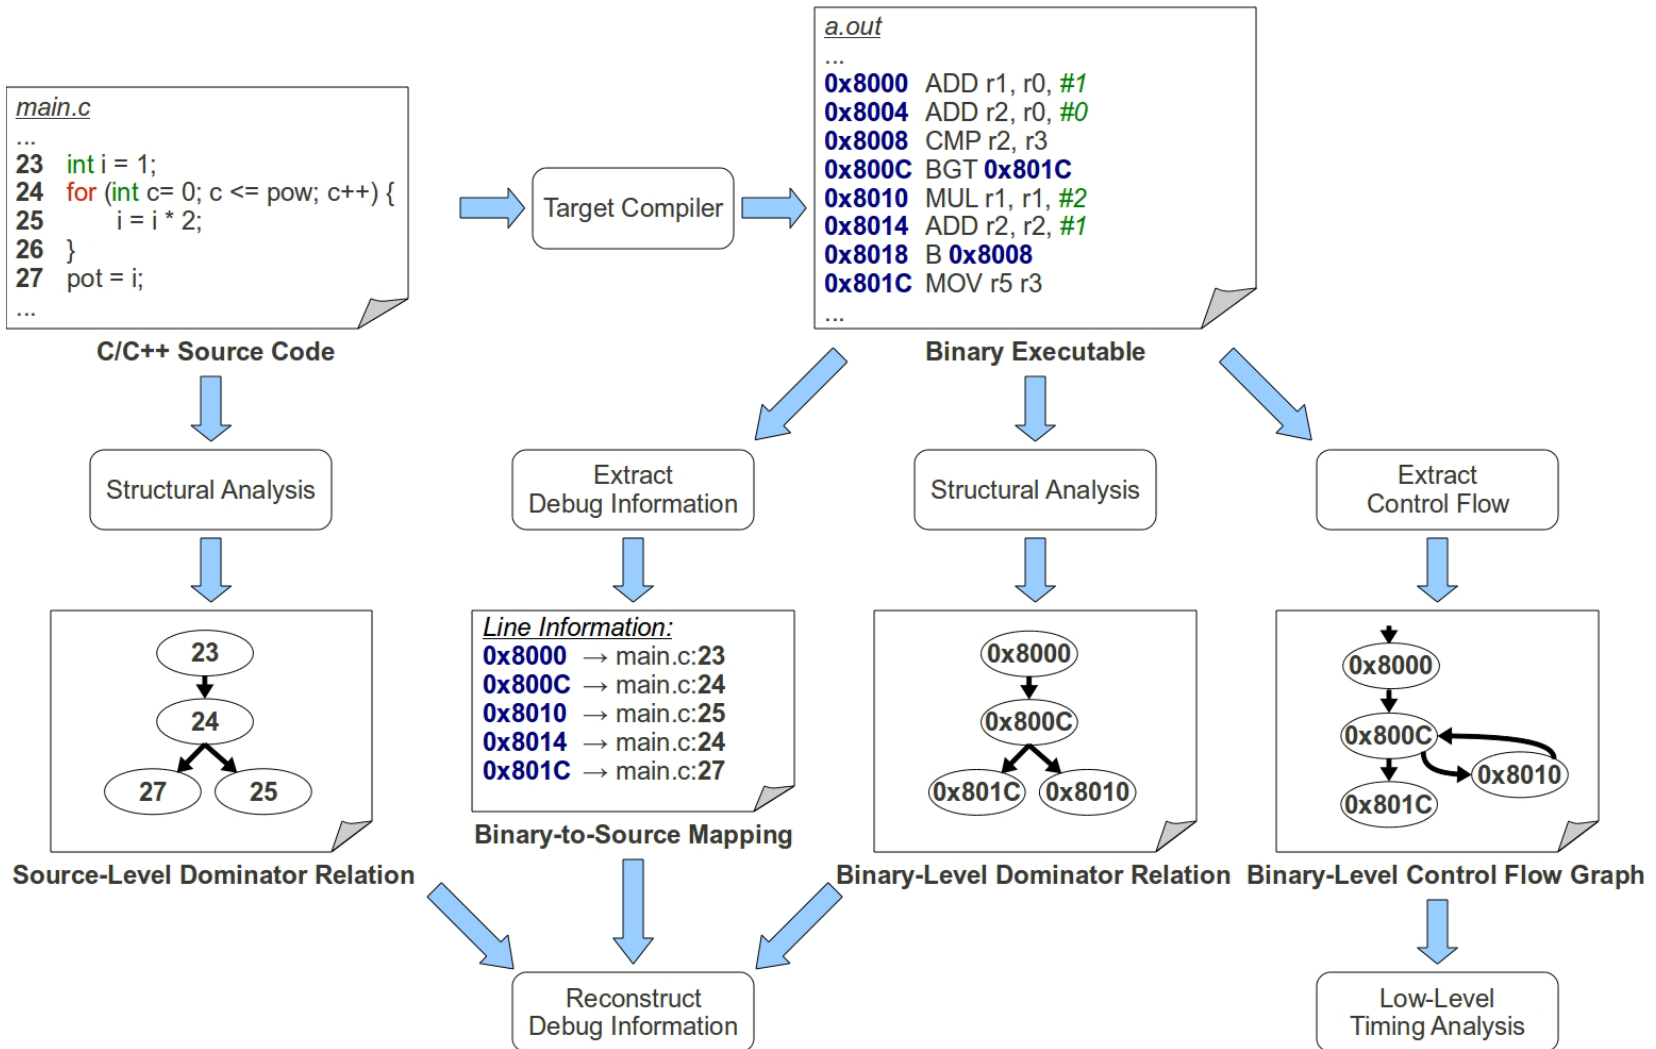 main.c
...
23 int i = 1;
24 for (int c= 0; c <= pow; c++) {
25 i = i * 2;
26 }
27 pot = i;
...
C/C++ Source Code
Target Compiler
a.out
...
0x8000 ADD r1, r0, #1
0x8004 ADD r2, r0, #0
0x8008 CMP r2, r3
0x800C BGT 0x801C
0x8010 MUL r1, r1, #2
0x8014 ADD r2, r2, #1
0x8018 B 0x8008
0x801C MOV r5 r3
...
Binary Executable
Structural Analysis
Extract
Debug Information
Structural Analysis
Extract
Control Flow
23
24
27
25
Source-Level Dominator Relation
Line Information:
0x8000 → main.c:23
0x800C → main.c:24
0x8010 → main.c:25
0x8014 → main.c:24
0x801C → main.c:27
Binary-to-Source Mapping
0x8000
0x800C
0x801C
0x8010
Binary-Level Dominator Relation
0x8000
0x800C
0x8010
0x801C
Binary-Level Control Flow Graph
Reconstruct
Debug Information
Low-Level
Timing Analysis